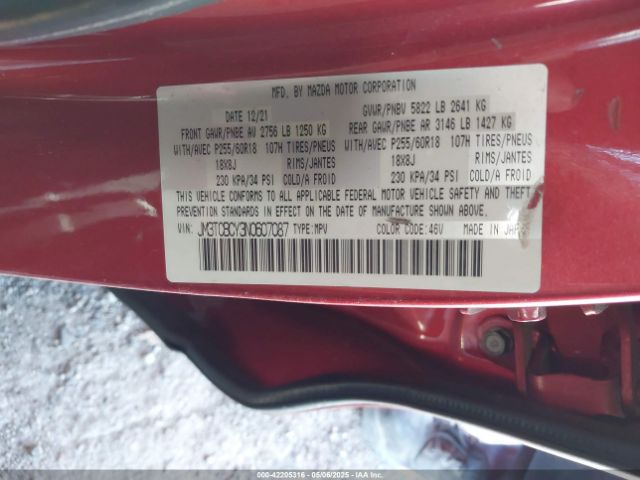 MFD. BY MAZDA MOTOR CORPORATION
DATE 12/21 GVWR/PNBV 5822 LB 2641 KG
FRONT GAWR/PNBE AV 2756 LB 1250 KG REAR GAWR/PNBE AR 3146 LB 1427 KG
WITH/AVEC P255/60R18 107H TIRES/PNEUS WITH/AVEC P255/60R18 107H TIRES/PNEUS
18X8J RIMS/JANTES 18X8J RIMS/JANTES
230 KPA/34 PSI COLD/A FROID 230 KPA/34 PSI COLD/A FROID
THIS VEHICLE CONFORMS TO ALL APPLICABLE FEDERAL MOTOR VEHICLE SAFETY AND THEFT
PREVENTION STANDARDS IN EFFECT ON THE DATE OF MANUFACTURE SHOWN ABOVE.
VIN: JM3TCBCY3N0607087 TYPE:MPV COLOR CODE:46V MADE IN JAPAN
000-42205316 - 05/06/2025 - IAAI.COM